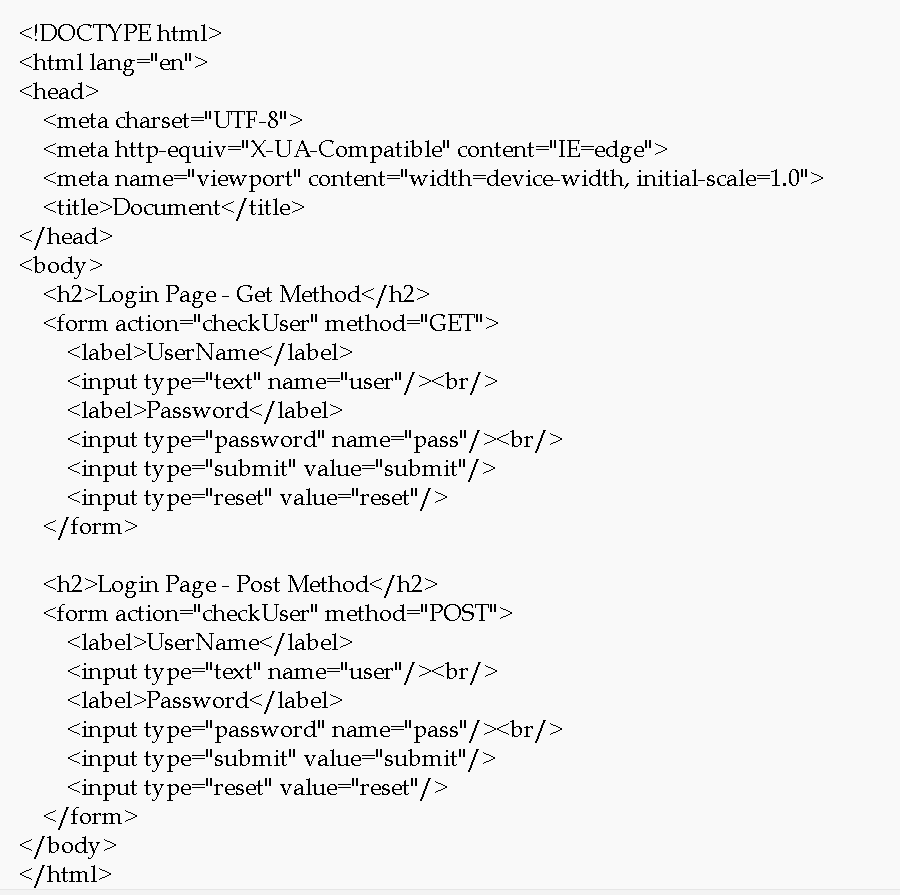 <!DOCTYPE html>
<html lang="en">
<head>
    <meta charset="UTF-8">
    <meta http-equiv="X-UA-Compatible" content="IE=edge">
    <meta name="viewport" content="width=device-width, initial-scale=1.0">
    <title>Document</title>
</head>
<body>
    <h2>Login Page - Get Method</h2>
    <form action="checkUser" method="GET">
        <label>UserName</label>
        <input type="text" name="user"/><br/>
        <label>Password</label>
        <input type="password" name="pass"/><br/>
        <input type="submit" value="submit"/>
        <input type="reset" value="reset"/>
    </form>

    <h2>Login Page - Post Method</h2>
    <form action="checkUser" method="POST">
        <label>UserName</label>
        <input type="text" name="user"/><br/>
        <label>Password</label>
        <input type="password" name="pass"/><br/>
        <input type="submit" value="submit"/>
        <input type="reset" value="reset"/>
    </form>
</body>
</html>